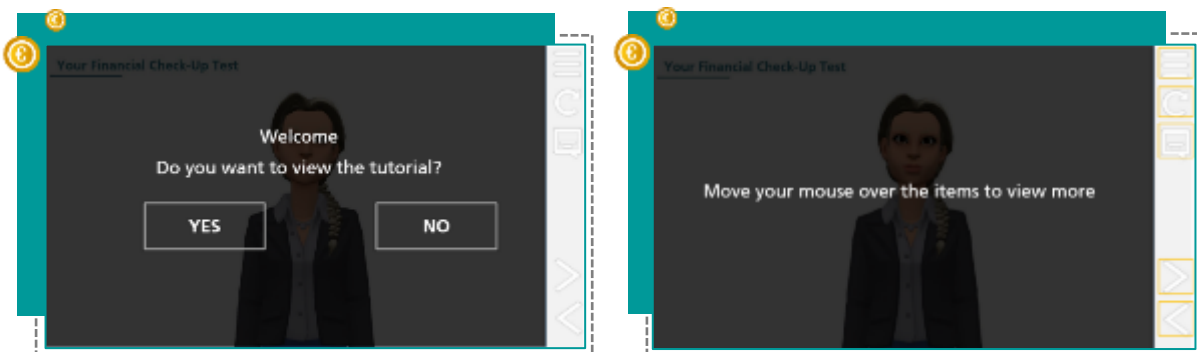 Your Financial Check-Up Test
Welcome
Do you want to view the tutorial?
YES NO
Your Financial Check-Up Test
Move your mouse over the items to view more